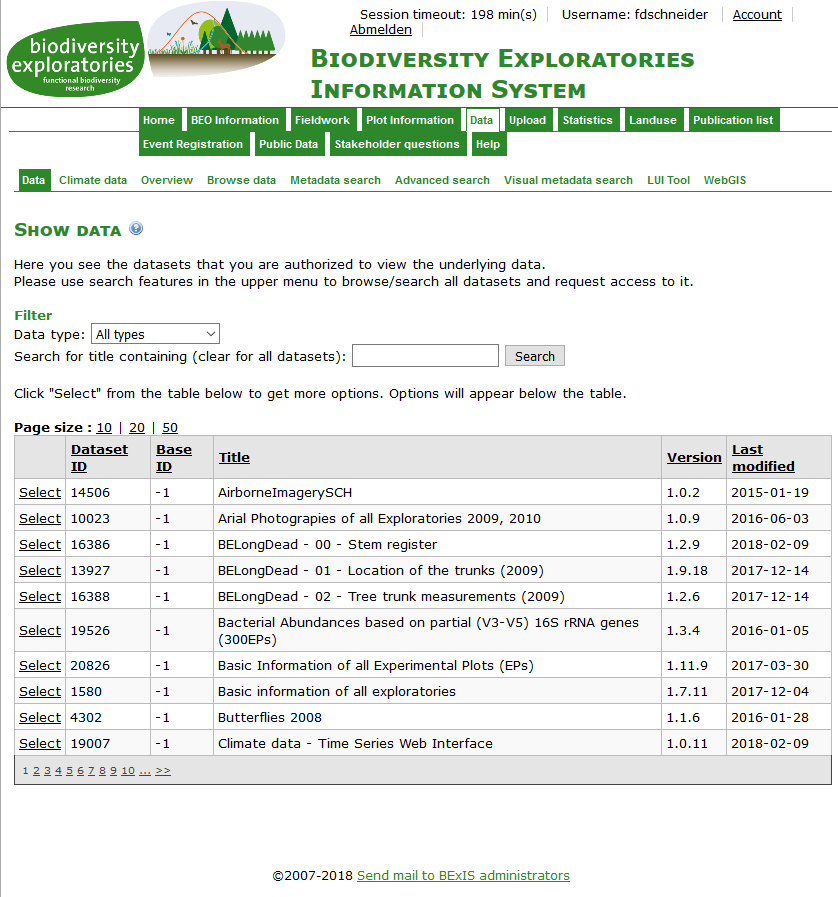 Session timeout: 198 min(s) Username: fdschneider Account
Abmelden
biodiversity
exploratories
functional biodiversity
research
Biodiversity Exploratories
Information System
Home BEO Information Fieldwork Plot Information Data Upload Statistics Landuse Publication list
Event Registration Public Data Stakeholder questions Help
Data Climate data Overview Browse data Metadata search Advanced search Visual metadata search LUI Tool WebGIS
Show data ?
Here you see the datasets that you are authorized to view the underlying data.
Please use search features in the upper menu to browse/search all datasets and request access to it.
Filter
Data type: All types
Search for title containing (clear for all datasets): Search
Click "Select" from the table below to get more options. Options will appear below the table.
Page size : 10 | 20 | 50
Dataset ID Base ID Title Version Last modified
Select 14506 -1 AirborneImagerySCH 1.0.2 2015-01-19
Select 10023 -1 Arial Photograpies of all Exploratories 2009, 2010 1.0.9 2016-06-03
Select 16386 -1 BELongDead - 00 - Stem register 1.2.9 2018-02-09
Select 13927 -1 BELongDead - 01 - Location of the trunks (2009) 1.9.18 2017-12-14
Select 16388 -1 BELongDead - 02 - Tree trunk measurements (2009) 1.2.6 2017-12-14
Select 19526 -1 Bacterial Abundances based on partial (V3-V5) 16S rRNA genes (300EPs) 1.3.4 2016-01-05
Select 20826 -1 Basic Information of all Experimental Plots (EPs) 1.11.9 2017-03-30
Select 1580 -1 Basic information of all exploratories 1.7.11 2017-12-04
Select 4302 -1 Butterflies 2008 1.1.6 2016-01-28
Select 19007 -1 Climate data - Time Series Web Interface 1.0.11 2018-02-09
1 2 3 4 5 6 7 8 9 10 ... >>
©2007-2018 Send mail to BExIS administrators